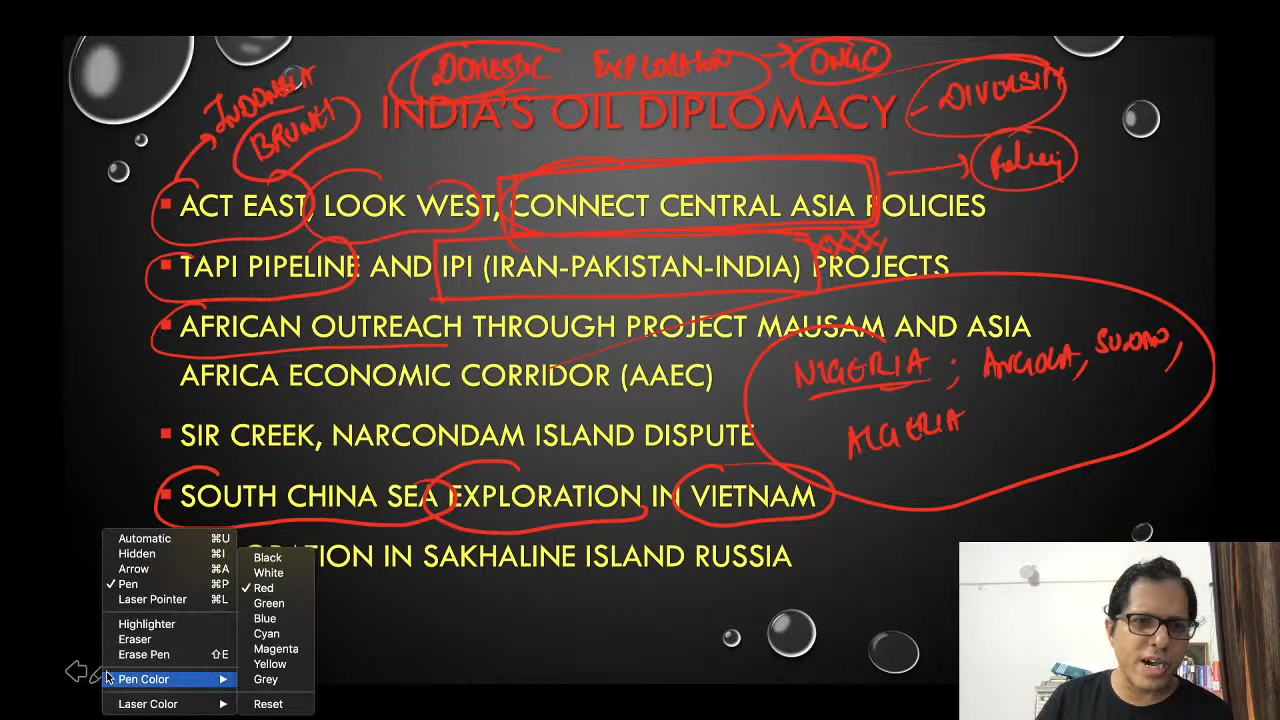 DOMESTIC EXPLORATION → ONGC
INDONESIA
BRUNEI
INDIA'S OIL DIPLOMACY
- DIVERSITY
Policy
ACT EAST, LOOK WEST, CONNECT CENTRAL ASIA POLICIES
TAPI PIPELINE AND IPI (IRAN-PAKISTAN-INDIA) PROJECTS
AFRICAN OUTREACH THROUGH PROJECT MAUSAM AND ASIA
AFRICA ECONOMIC CORRIDOR (AAEC)
NIGERIA ; ANGOLA, SUDAN,
ALGERIA
SIR CREEK, NARCONDAM ISLAND DISPUTE
SOUTH CHINA SEA EXPLORATION IN VIETNAM
IN SAKHALINE ISLAND RUSSIA
Automatic ⌘U
Hidden ⌘I
Arrow ⌘A
✓ Pen ⌘P
Laser Pointer ⌘L
Highlighter
Eraser
Erase Pen ⇧E
Pen Color
Laser Color
Black
White
✓ Red
Green
Blue
Cyan
Magenta
Yellow
Grey
Reset